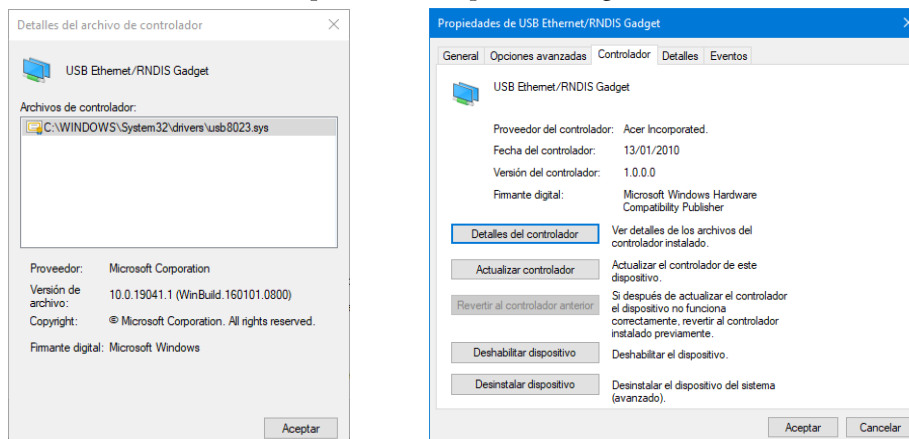 Detalles del archivo de controlador
USB Ethernet/RNDIS Gadget
Archivos de controlador:
C:\WINDOWS\System32\drivers\usb8023.sys
Proveedor: Microsoft Corporation
Versión de archivo: 10.0.19041.1 (WinBuild.160101.0800)
Copyright: © Microsoft Corporation. All rights reserved.
Firmante digital: Microsoft Windows
Aceptar
Propiedades de USB Ethernet/RNDIS Gadget
General Opciones avanzadas Controlador Detalles Eventos
USB Ethernet/RNDIS Gadget
Proveedor del controlador: Acer Incorporated.
Fecha del controlador: 13/01/2010
Versión del controlador: 1.0.0.0
Firmante digital: Microsoft Windows Hardware
Compatibility Publisher
Detalles del controlador Ver detalles de los archivos del
controlador instalado.
Actualizar controlador Actualizar el controlador de este
dispositivo.
Revertir al controlador anterior Si después de actualizar el controlador
el dispositivo no funciona
correctamente, revertir al controlador
instalado previamente.
Deshabilitar dispositivo Deshabilitar el dispositivo.
Desinstalar dispositivo Desinstalar el dispositivo del sistema
(avanzado).
Aceptar Cancelar